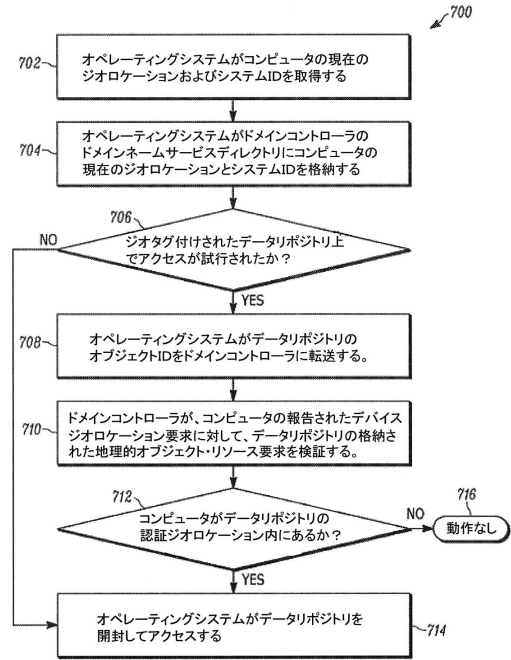 700
702
オペレーティングシステムがコンピュータの現在の
ジオロケーションおよびシステムIDを取得する
704
オペレーティングシステムがドメインコントローラの
ドメインネームサービスディレクトリにコンピュータの
現在のジオロケーションとシステムIDを格納する
706
NO
ジオタグ付けされたデータリポジトリ上
でアクセスが試行されたか?
YES
708
オペレーティングシステムがデータリポジトリの
オブジェクトIDをドメインコントローラに転送する。
710
ドメインコントローラが、コンピュータの報告されたデバイス
ジオロケーション要求に対して、データリポジトリの格納さ
れた地理的オブジェクト・リソース要求を検証する。
712
コンピュータがデータリポジトリの
認証ジオロケーション内にあるか?
NO
716
動作なし
YES
オペレーティングシステムがデータリポジトリを
開封してアクセスする
714